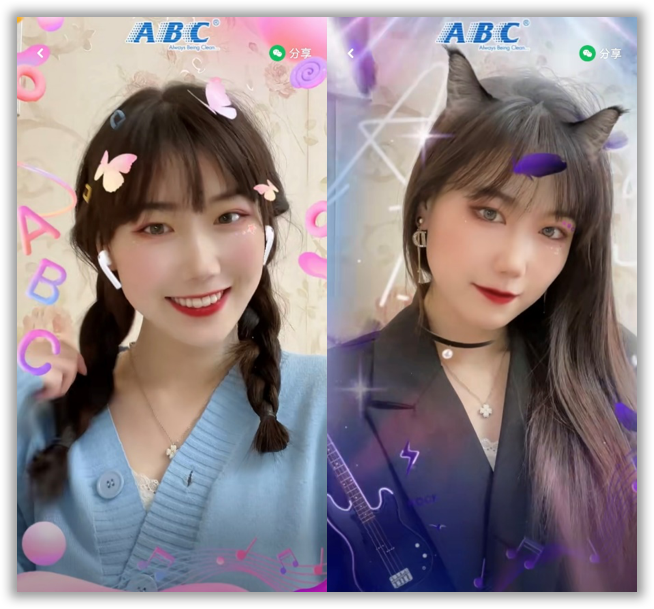 ABC®
Always Being Clean
分享
A
B
C
ABC®
Always Being Clean
分享